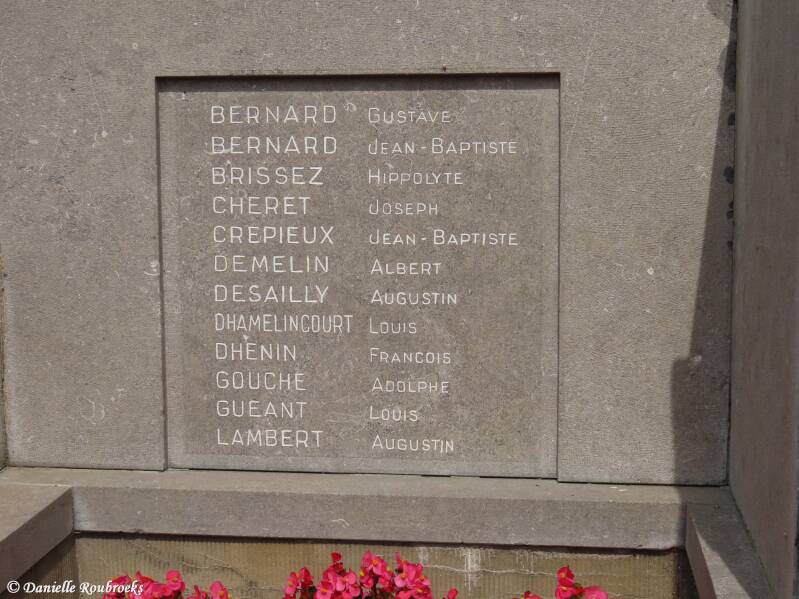 BERNARD GUSTAVE
BERNARD JEAN-BAPTISTE
BRISSEZ HIPPOLYTE
CHERET JOSEPH
CREPIEUX JEAN-BAPTISTE
DEMELIN ALBERT
DESAILLY AUGUSTIN
DHAMELINCOURT LOUIS
DHENIN FRANCOIS
GOUCHE ADOLPHE
GUEANT LOUIS
LAMBERT AUGUSTIN
© Danielle Roubroeks